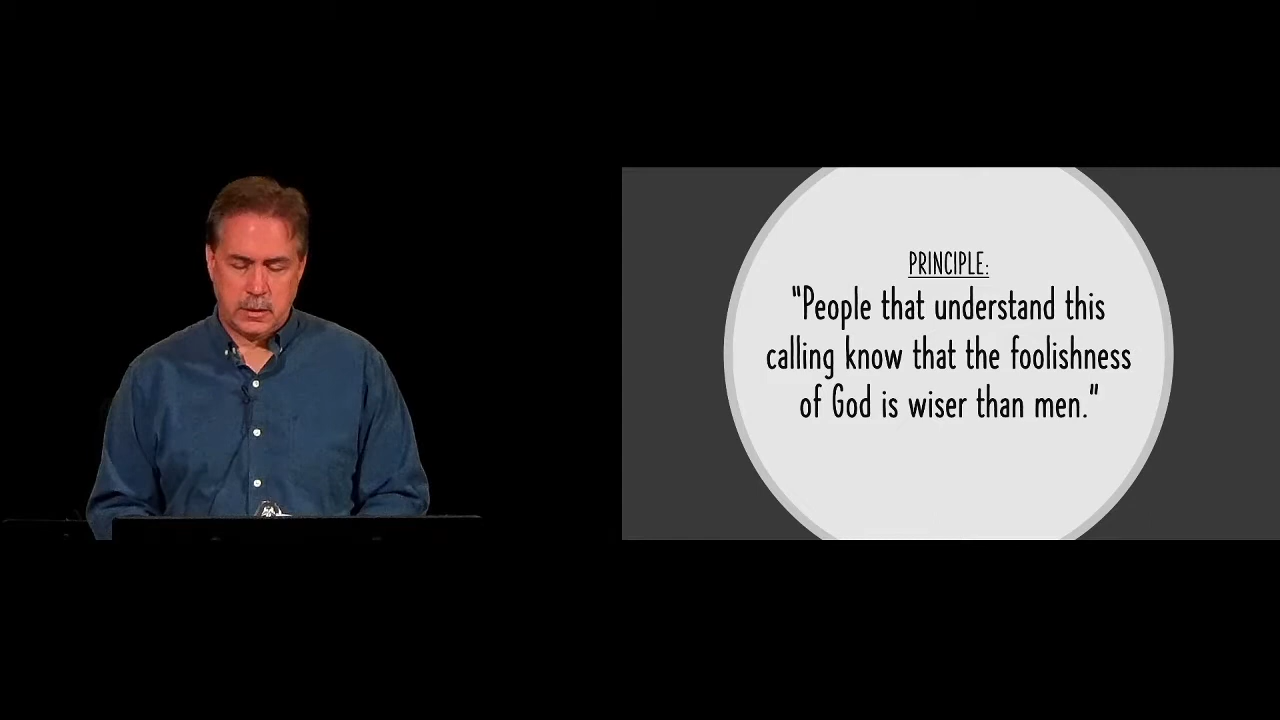 PRINCIPLE:
"People that understand this
calling know that the foolishness
of God is wiser than men."